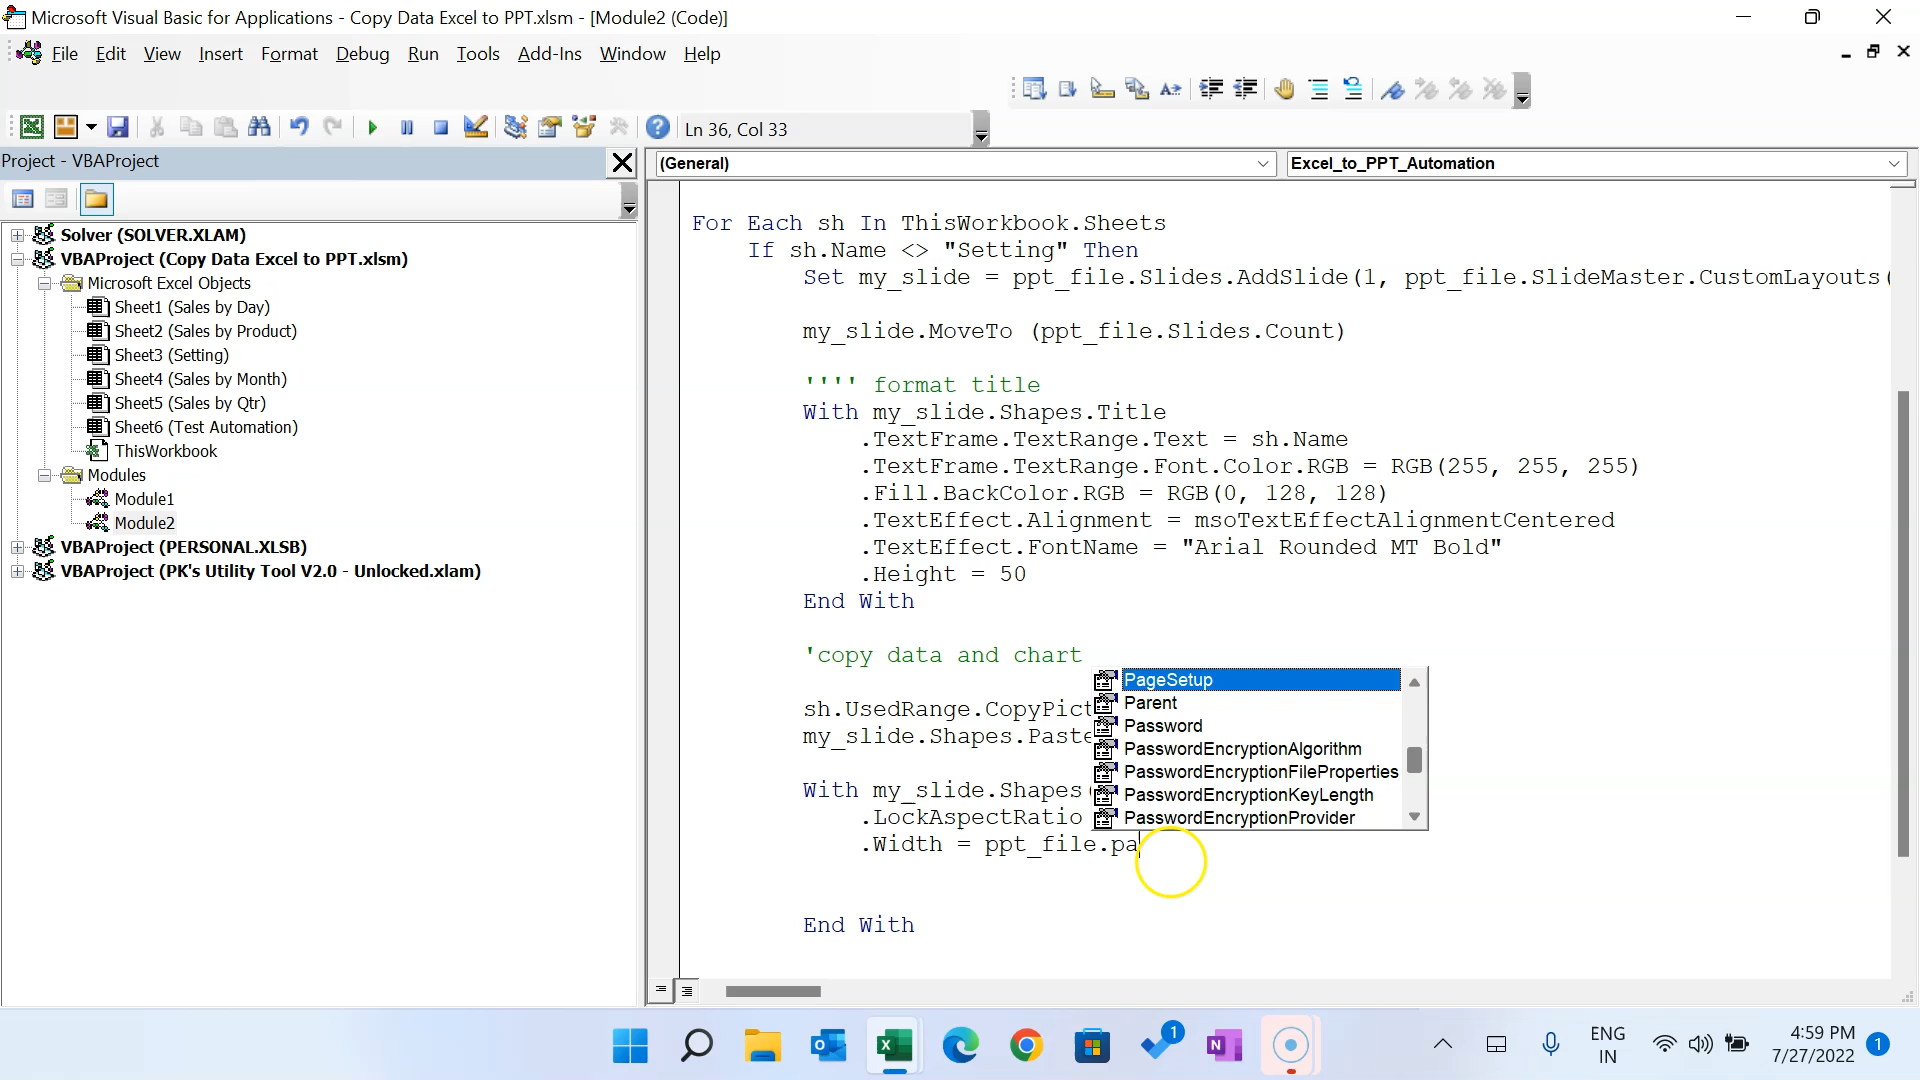 Microsoft Visual Basic for Applications - Copy Data Excel to PPT.xlsm - [Module2 (Code)]
File Edit View Insert Format Debug Run Tools Add-Ins Window Help
Ln 36, Col 33
Project - VBAProject
(General)
Excel_to_PPT_Automation
Solver (SOLVER.XLAM)
VBAProject (Copy Data Excel to PPT.xlsm)
Microsoft Excel Objects
Sheet1 (Sales by Day)
Sheet2 (Sales by Product)
Sheet3 (Setting)
Sheet4 (Sales by Month)
Sheet5 (Sales by Qtr)
Sheet6 (Test Automation)
ThisWorkbook
Modules
Module1
Module2
VBAProject (PERSONAL.XLSB)
VBAProject (PK's Utility Tool V2.0 - Unlocked.xlam)
For Each sh In ThisWorkbook.Sheets
If sh.Name <> "Setting" Then
Set my_slide = ppt_file.Slides.AddSlide(1, ppt_file.SlideMaster.CustomLayouts(
my_slide.MoveTo (ppt_file.Slides.Count)
'''' format title
With my_slide.Shapes.Title
.TextFrame.TextRange.Text = sh.Name
.TextFrame.TextRange.Font.Color.RGB = RGB(255, 255, 255)
.Fill.BackColor.RGB = RGB(0, 128, 128)
.TextEffect.Alignment = msoTextEffectAlignmentCentered
.TextEffect.FontName = "Arial Rounded MT Bold"
.Height = 50
End With
'copy data and chart
sh.UsedRange.CopyPict
my_slide.Shapes.Paste
With my_slide.Shapes(
.LockAspectRatio
.Width = ppt_file.pa
End With
PageSetup
Parent
Password
PasswordEncryptionAlgorithm
PasswordEncryptionFileProperties
PasswordEncryptionKeyLength
PasswordEncryptionProvider
1
ENG
IN
4:59 PM
7/27/2022
1